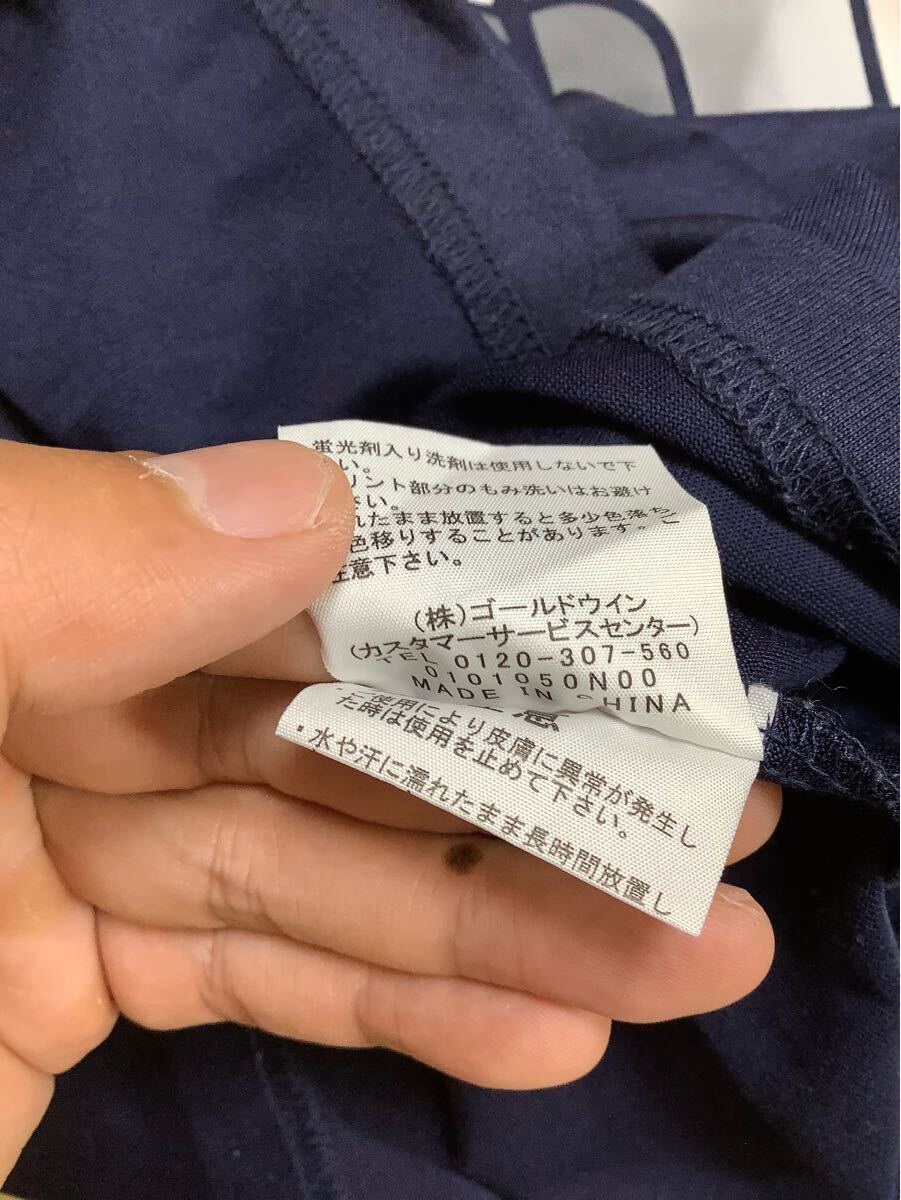 蛍光剤入り洗剤は使用しないで下
い。
リント部分のもみ洗いはお避け
い。
れたまま放置すると多少色落ち
色移りすることがあります。ご
注意下さい。
(株)ゴールドウイン
(カスタマーサービスセンター)
TEL 0120-307-560
0101050N00
MADE IN CHINA
ご使用により皮膚に異常が発生し
た時は使用を止めて下さい。
・水や汗に濡れたまま長時間放置し